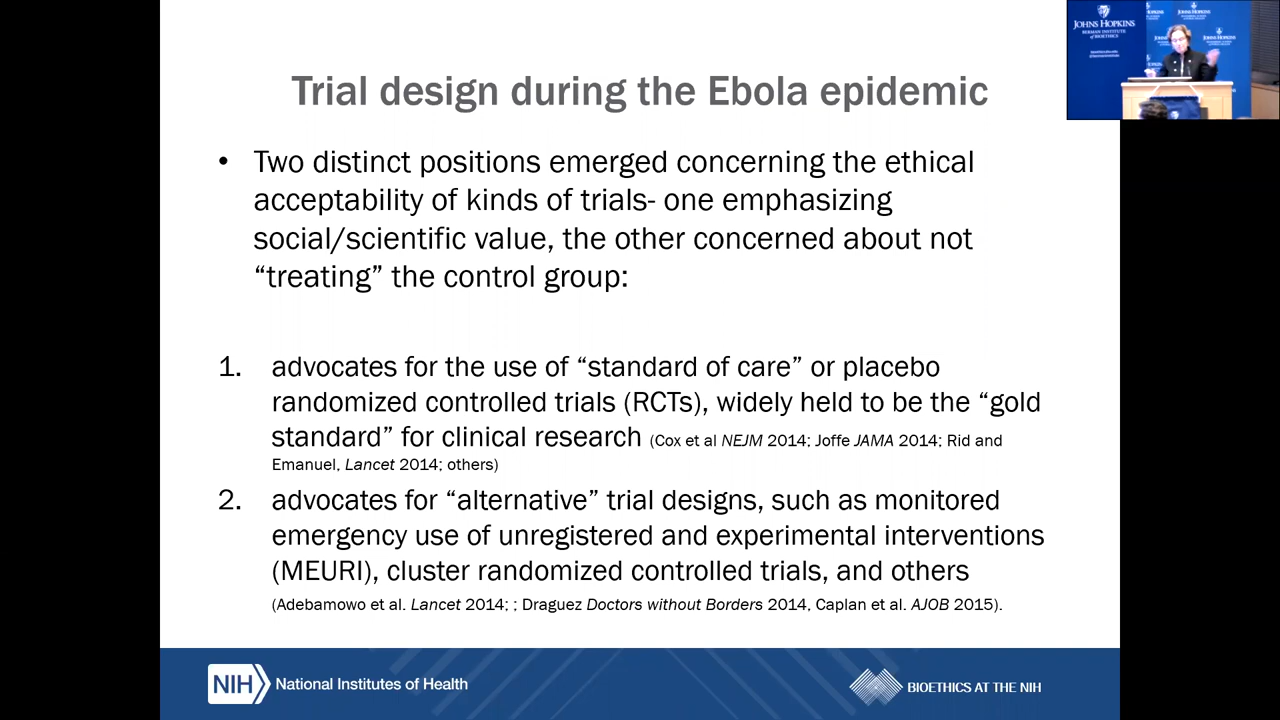 Trial design during the Ebola epidemic
• Two distinct positions emerged concerning the ethical
acceptability of kinds of trials- one emphasizing
social/scientific value, the other concerned about not
“treating” the control group:
1. advocates for the use of “standard of care” or placebo
randomized controlled trials (RCTs), widely held to be the “gold
standard” for clinical research (Cox et al NEJM 2014; Joffe JAMA 2014; Rid and
Emanuel, Lancet 2014; others)
2. advocates for “alternative” trial designs, such as monitored
emergency use of unregistered and experimental interventions
(MEURI), cluster randomized controlled trials, and others
(Adebamowo et al. Lancet 2014; ; Draguez Doctors without Borders 2014, Caplan et al. AJOB 2015).
NIH National Institutes of Health
BIOETHICS AT THE NIH
JOHNS HOPKINS
BERMAN INSTITUTE
of BIOETHICS